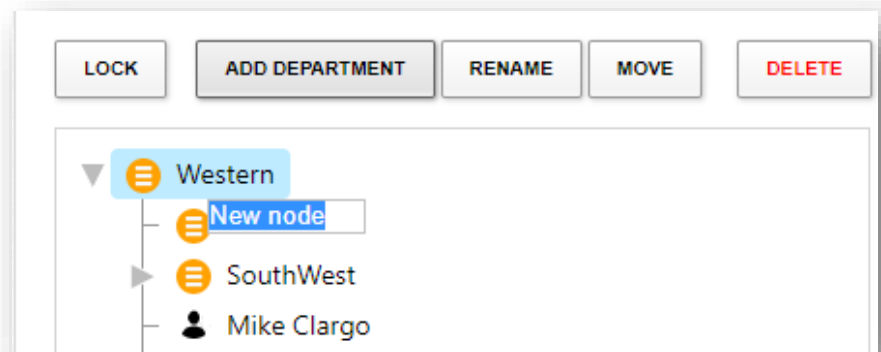 LOCK ADD DEPARTMENT RENAME MOVE DELETE
Western
New node
SouthWest
Mike Clargo